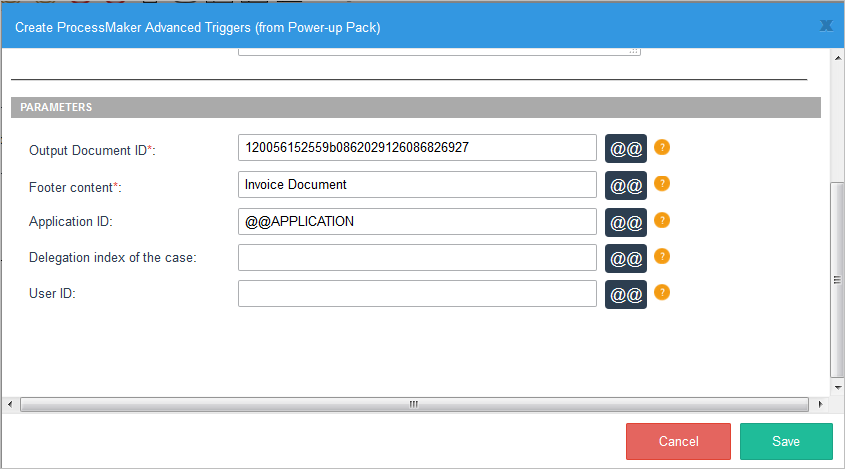 Create ProcessMaker Advanced Triggers (from Power-up Pack) X
PARAMETERS
Output Document ID*: 120056152559b0862029126086826927 @@ ?
Footer content*: Invoice Document @@ ?
Application ID: @@APPLICATION @@ ?
Delegation index of the case: @@ ?
User ID: @@ ?
Cancel Save